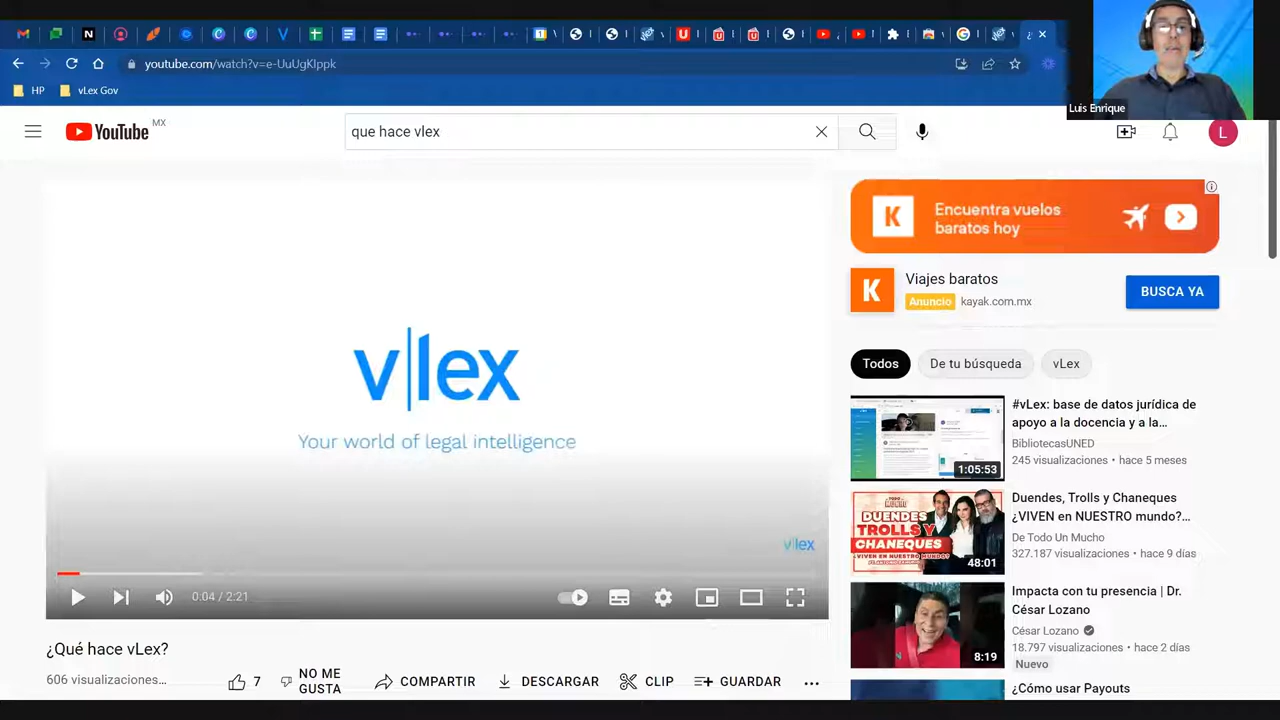 youtube.com/watch?v=e-UuUgKIppk
HP
vLex Gov
Luis Enrique
YouTube MX
que hace vlex
L
v|lex
Your world of legal intelligence
vlex
0:04 / 2:21
¿Qué hace vLex?
606 visualizaciones...
7
NO ME
GUSTA
COMPARTIR
DESCARGAR
CLIP
GUARDAR
K
Encuentra vuelos
baratos hoy
K
Viajes baratos
Anuncio kayak.com.mx
BUSCA YA
Todos
De tu búsqueda
vLex
1:05:53
#vLex: base de datos jurídica de
apoyo a la docencia y a la...
BibliotecasUNED
245 visualizaciones • hace 5 meses
DUENDES
TROLLS Y
CHANEQUES
¿VIVEN EN NUESTRO MUNDO?
48:01
Duendes, Trolls y Chaneques
¿VIVEN en NUESTRO mundo?...
De Todo Un Mucho
327.187 visualizaciones • hace 9 días
8:19
Impacta con tu presencia | Dr.
César Lozano
César Lozano
18.797 visualizaciones • hace 2 días
Nuevo
¿Cómo usar Payouts